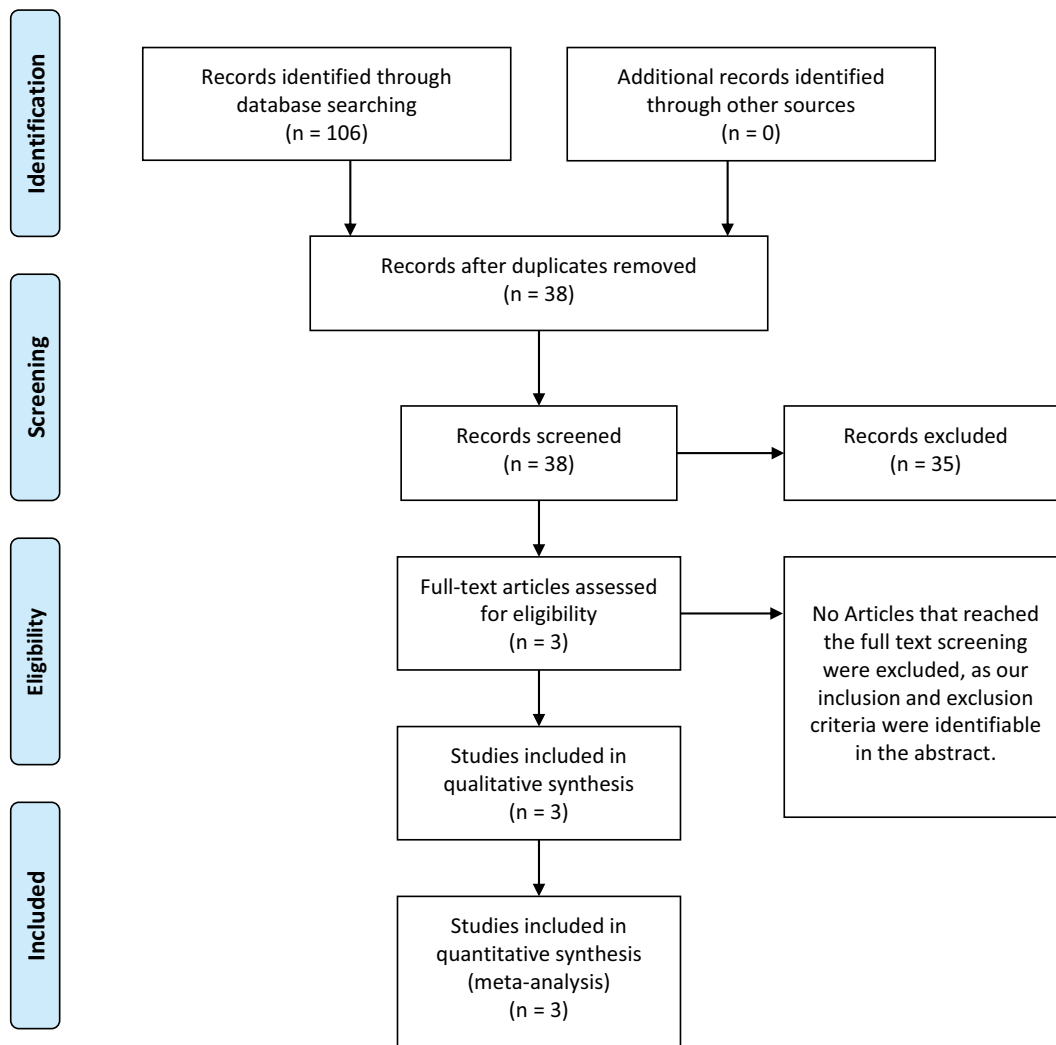 Identification
Records identified through
database searching
(n = 106)
Additional records identified
through other sources
(n = 0)
Records after duplicates removed
(n = 38)
Screening
Records screened
(n = 38)
Records excluded
(n = 35)
Eligibility
Full-text articles assessed
for eligibility
(n = 3)
No Articles that reached
the full text screening
were excluded, as our
inclusion and exclusion
criteria were identifiable
in the abstract.
Studies included in
qualitative synthesis
(n = 3)
Included
Studies included in
quantitative synthesis
(meta-analysis)
(n = 3)